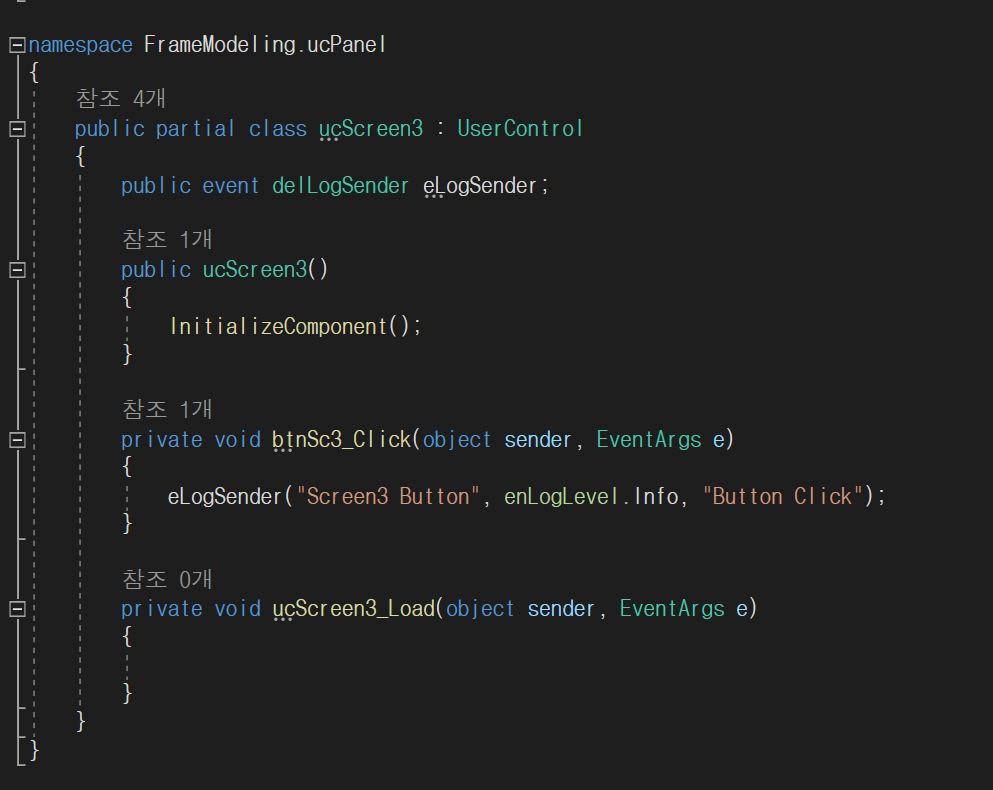 namespace FrameModeling.ucPanel
{
참조 4개
public partial class ucScreen3 : UserControl
{
public event delLogSender eLogSender;
참조 1개
public ucScreen3()
{
InitializeComponent();
}
참조 1개
private void btnSc3_Click(object sender, EventArgs e)
{
eLogSender("Screen3 Button", enLogLevel.Info, "Button Click");
}
참조 0개
private void ucScreen3_Load(object sender, EventArgs e)
{
}
}
}